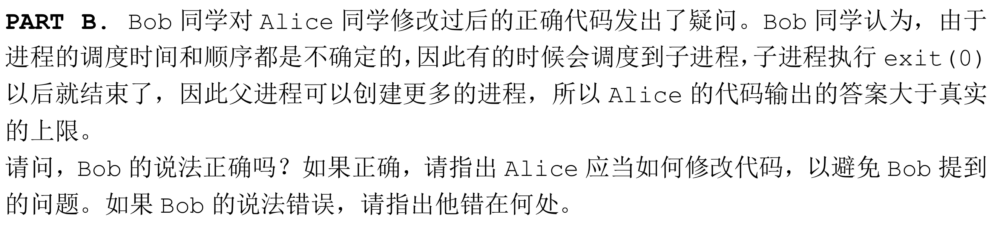 PART B. Bob 同学对 Alice 同学修改过后的正确代码发出了疑问。Bob 同学认为，由于
进程的调度时间和顺序都是不确定的，因此有的时候会调度到子进程，子进程执行 exit(0)
以后就结束了，因此父进程可以创建更多的进程，所以 Alice 的代码输出的答案大于真实
的上限。
请问，Bob 的说法正确吗？如果正确，请指出 Alice 应当如何修改代码，以避免 Bob 提到
的问题。如果 Bob 的说法错误，请指出他错在何处。